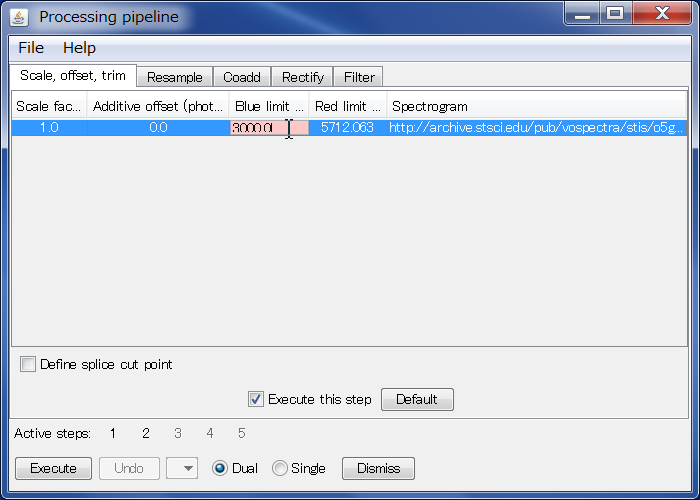 Processing pipeline
File Help
Scale, offset, trim Resample Coadd Rectify Filter
Scale fac... Additive offset (phot... Blue limit ... Red limit ... Spectrogram
1.0 0.0 3000.0 5712.063 http://archive.stsci.edu/pub/vospectra/stis/o5g...
Define splice cut point
Execute this step Default
Active steps: 1 2 3 4 5
Execute Undo Dual Single Dismiss